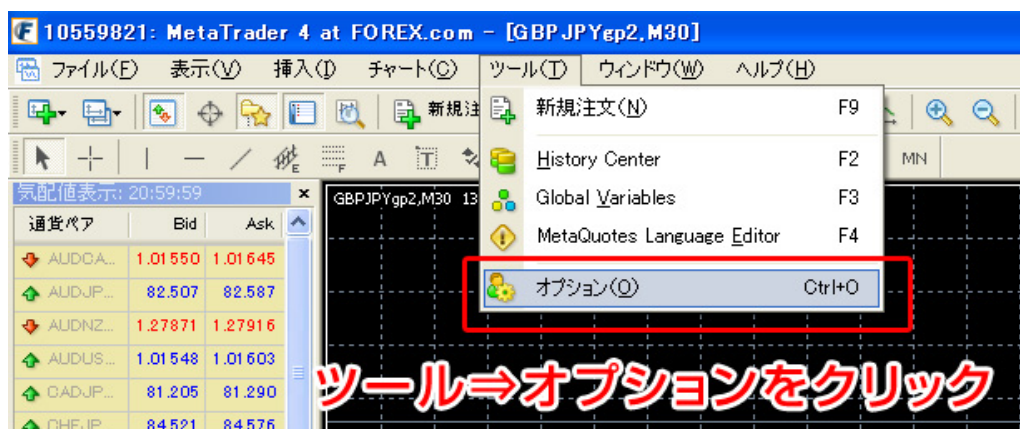 10559821: MetaTrader 4 at FOREX.com - [GBPJPYgp2,M30]
ファイル(F) 表示(V) 挿入(I) チャート(C) ツール(T) ウィンドウ(W) ヘルプ(H)
新規注
新規注文(N) F9
E F A T MN
History Center F2
気配値表示: 20:59:59
GBPJPYgp2,M30 13
Global Variables F3
通貨ペア Bid Ask
MetaQuotes Language Editor F4
AUDCA... 1.01550 1.01645
オプション(O) Ctrl+O
AUDJP... 82.507 82.587
AUDNZ... 1.27871 1.27916
AUDUS... 1.01548 1.01603
CADJP... 81.205 81.290
ツール⇒オプションをクリック
CHFJP... 84.521 84.576